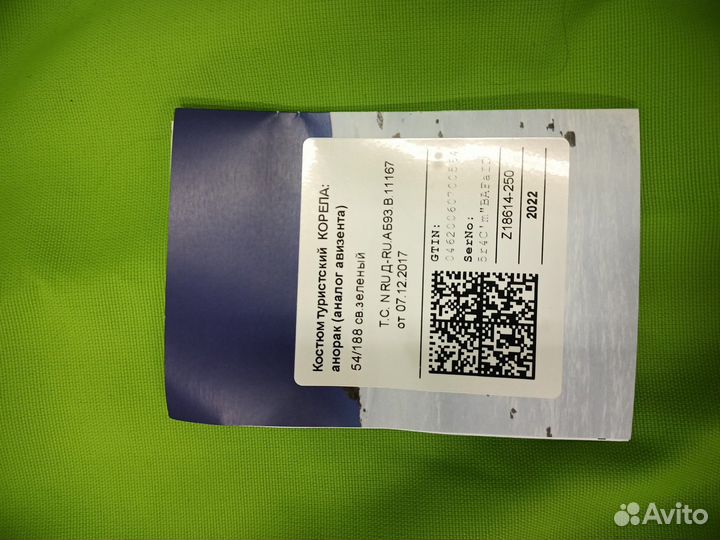 Костюм туристский КОРЕЛА:
анорак (аналог авизента)
54/188 св.зеленый
Т.С. N RU Д-RU АБ93 В 11167
от 07.12.2017
GTIN:
SerNo:
Z18614-250
2022
Avito